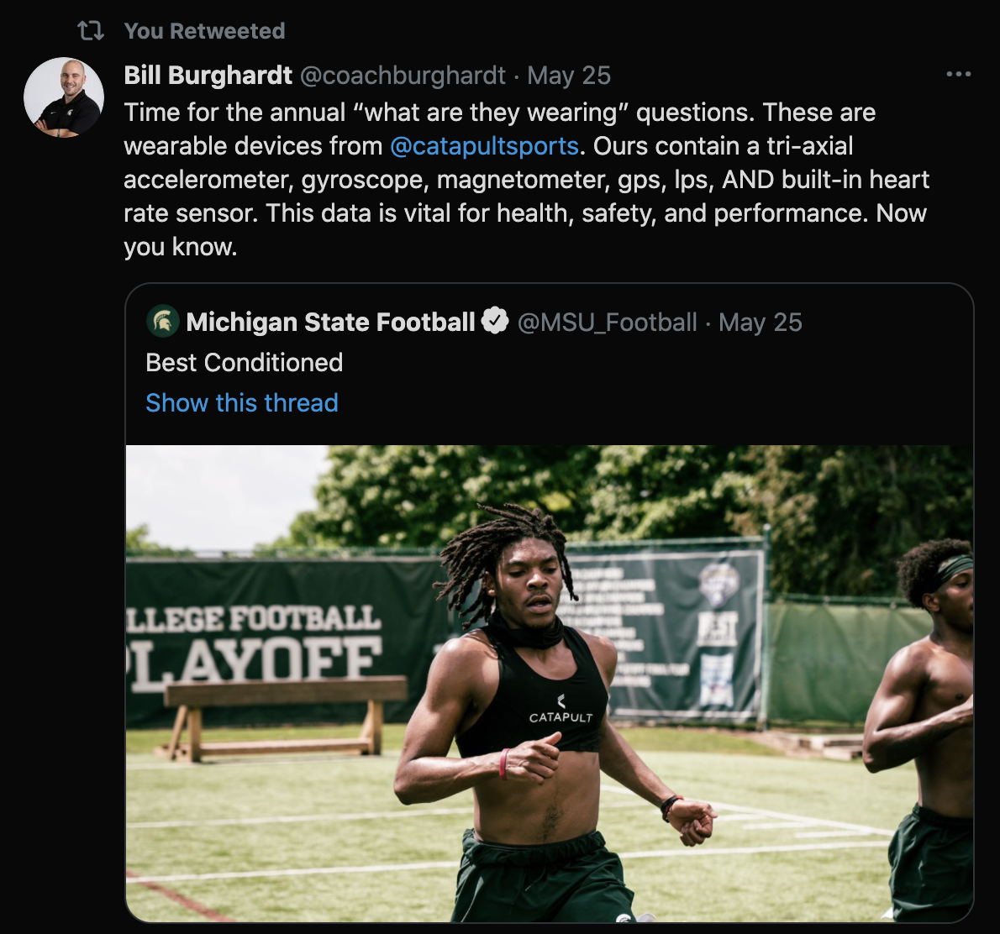 You Retweeted
Bill Burghardt @coachburghardt · May 25
Time for the annual “what are they wearing” questions. These are
wearable devices from @catapultsports. Ours contain a tri-axial
accelerometer, gyroscope, magnetometer, gps, lps, AND built-in heart
rate sensor. This data is vital for health, safety, and performance. Now
you know.
Michigan State Football @MSU_Football · May 25
Best Conditioned
Show this thread
LLEGE FOOTBALL
PLAYOFF
CATAPULT